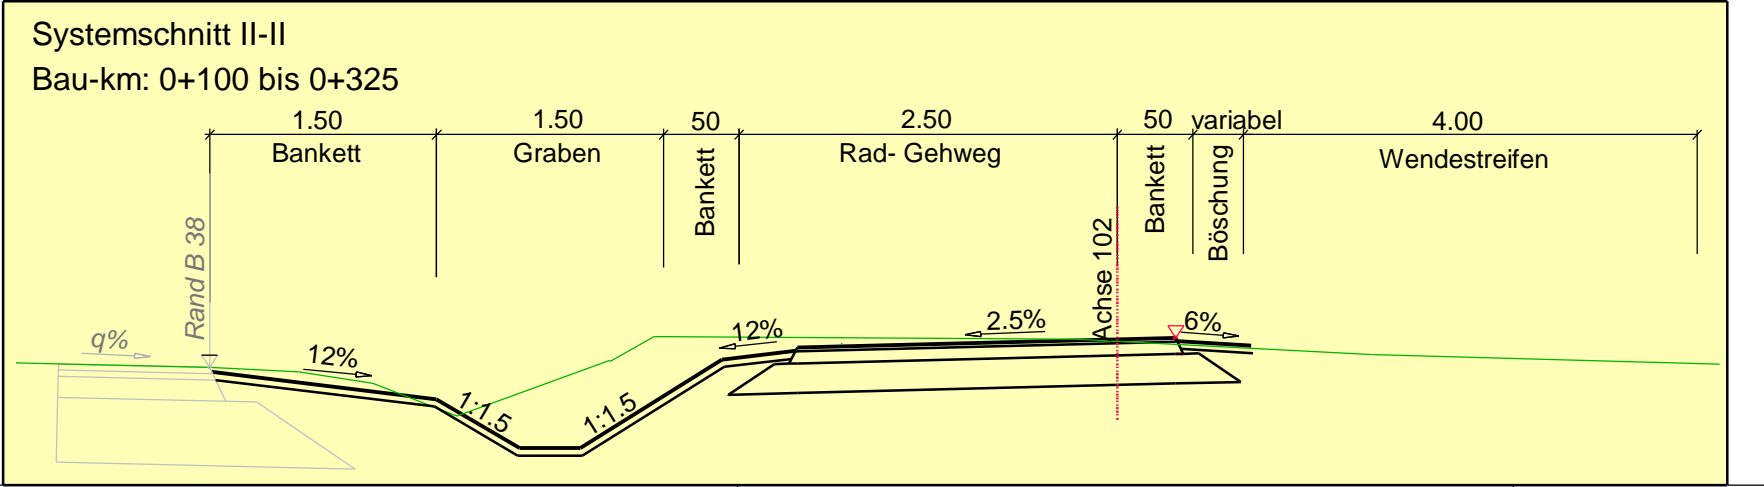 Systemschnitt II-II
Bau-km: 0+100 bis 0+325
1.50
1.50
50
2.50
50
variabel
4.00
Bankett
Graben
Bankett
Rad- Gehweg
Bankett
Böschung
Wendestreifen
Rand B 38
Achse 102
q%
12%
1:1.5
1:1.5
12%
2.5%
6%